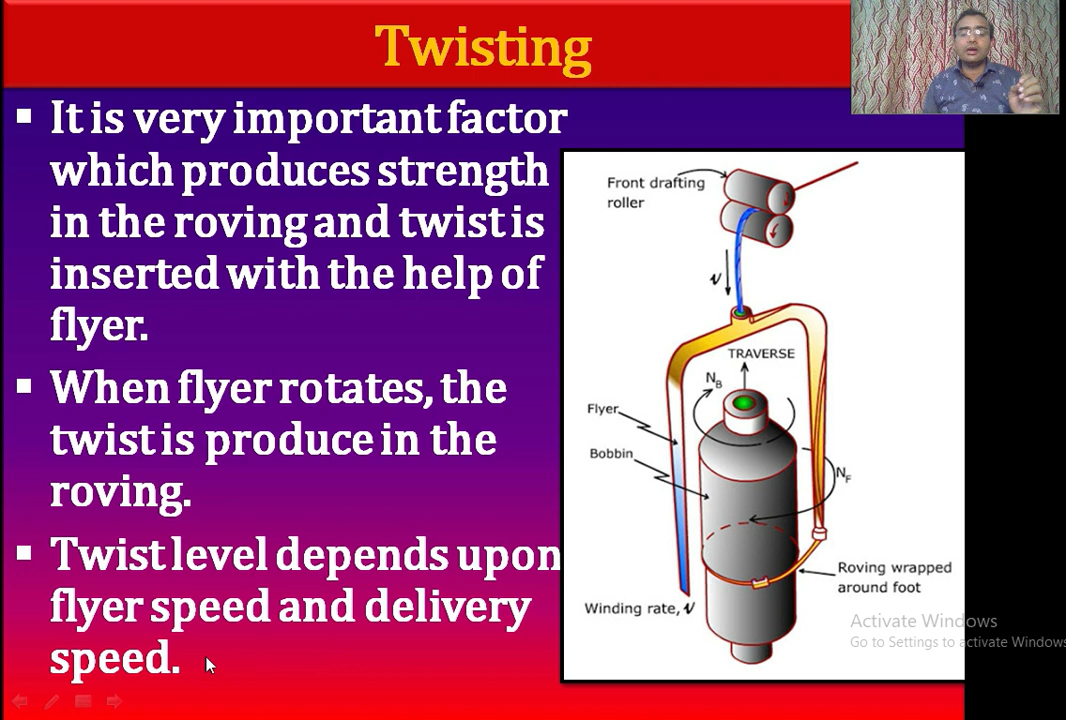 Twisting
▪ It is very important factor
which produces strength
in the roving and twist is
inserted with the help of
flyer.
▪ When flyer rotates, the
twist is produce in the
roving.
▪ Twist level depends upon
flyer speed and delivery
speed.
Front drafting
roller
v
TRAVERSE
N_B
Flyer
Bobbin
N_F
Roving wrapped
around foot
Winding rate, v
Activate Windows
Go to Settings to activate Windows